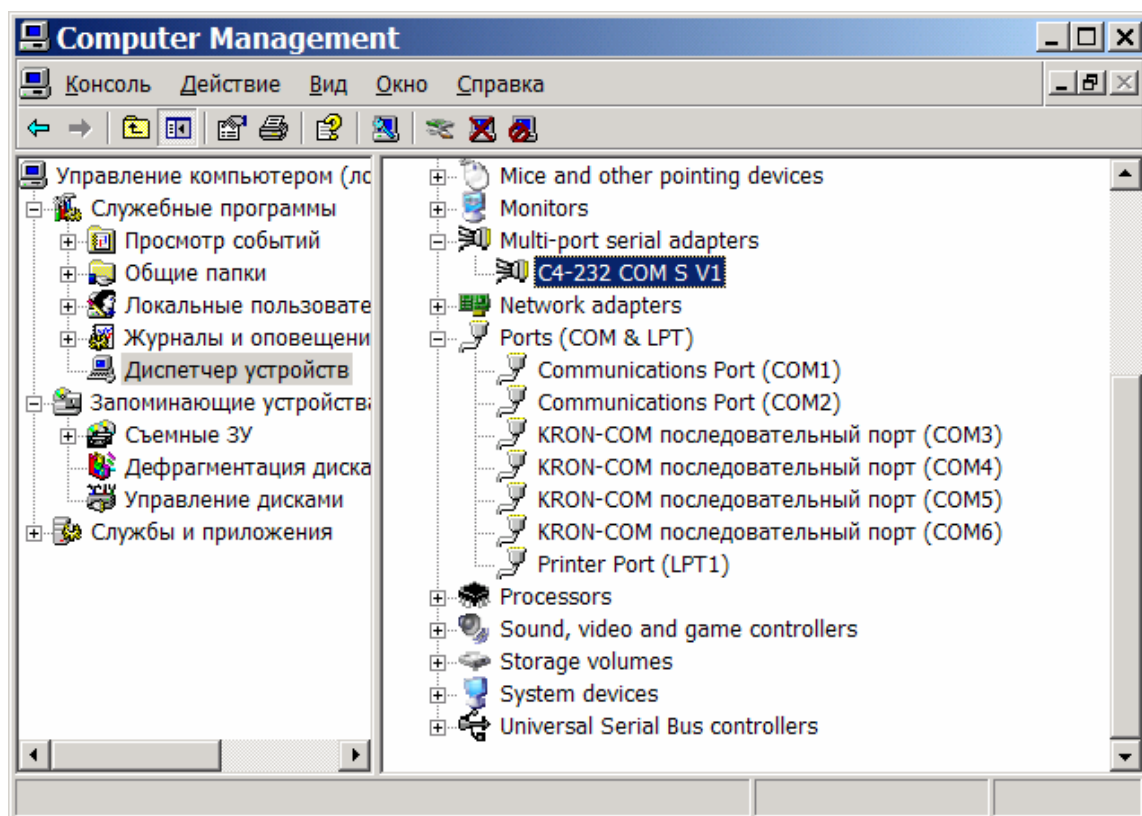 Computer Management
Консоль Действие Вид Окно Справка
Управление компьютером (ло
Служебные программы
Просмотр событий
Общие папки
Локальные пользовате
Журналы и оповещени
Диспетчер устройств
Запоминающие устройства
Съемные ЗУ
Дефрагментация диска
Управление дисками
Службы и приложения
Mice and other pointing devices
Monitors
Multi-port serial adapters
C4-232 COM S V1
Network adapters
Ports (COM & LPT)
Communications Port (COM1)
Communications Port (COM2)
KRON-COM последовательный порт (COM3)
KRON-COM последовательный порт (COM4)
KRON-COM последовательный порт (COM5)
KRON-COM последовательный порт (COM6)
Printer Port (LPT1)
Processors
Sound, video and game controllers
Storage volumes
System devices
Universal Serial Bus controllers